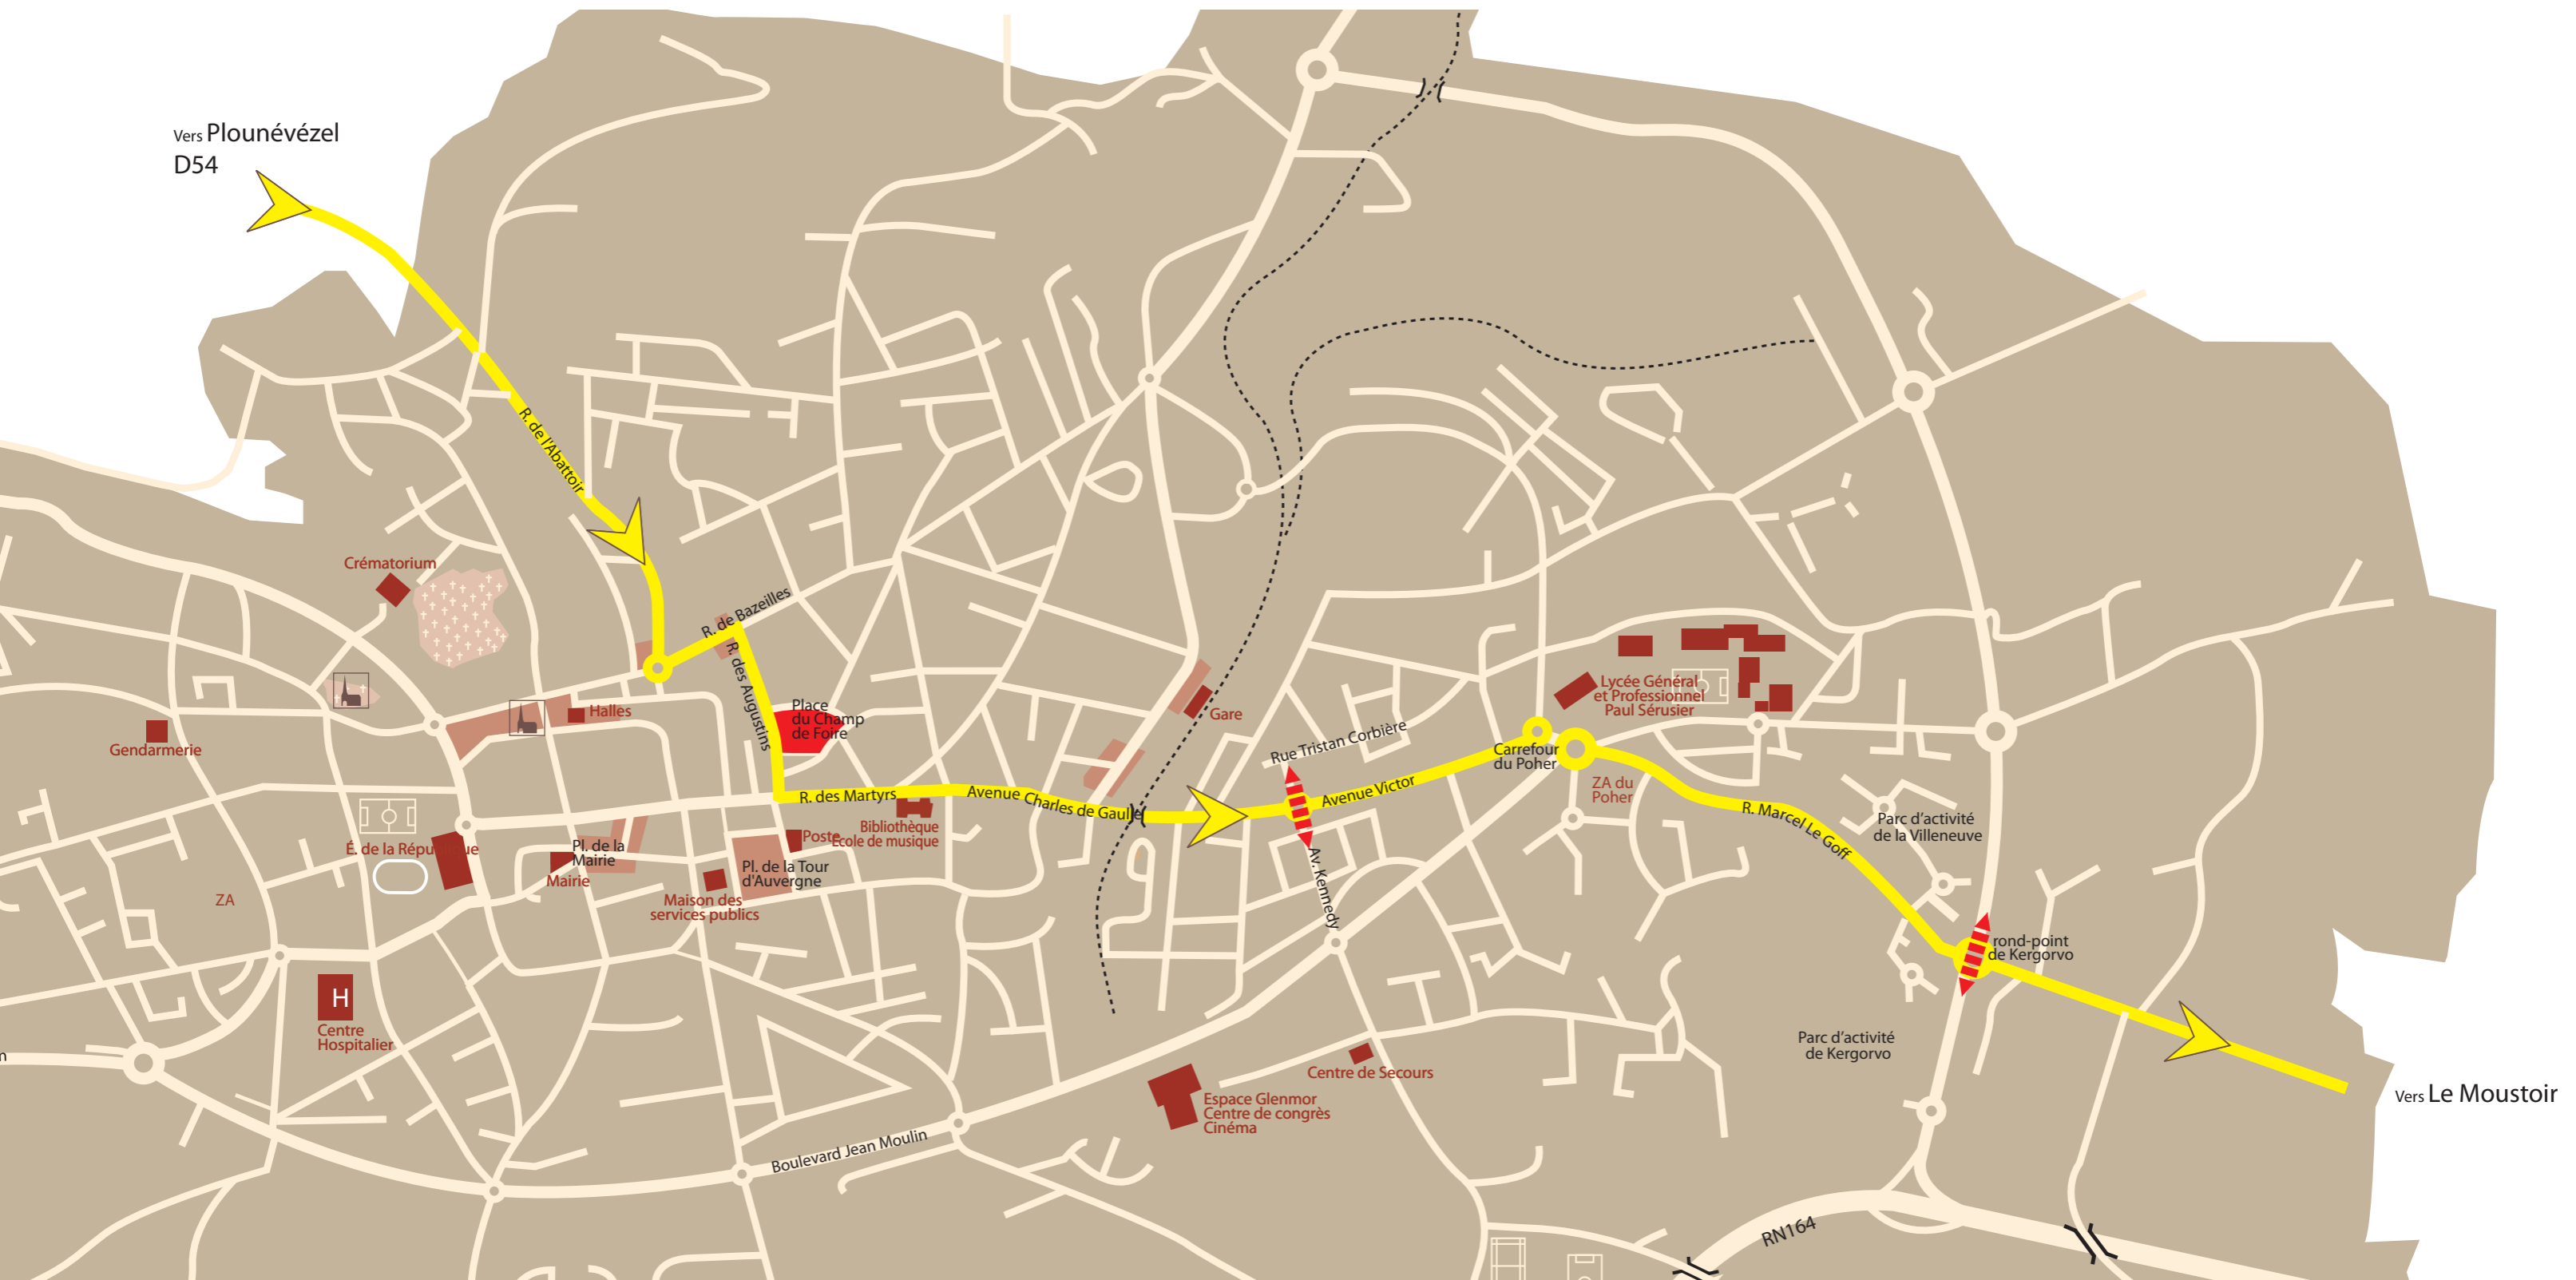 Vers Plounévézel
D54
R. de l'Abattoir
Crématorium
R. de Bazeilles
R. des Augustins
Place
du Champ
de Foire
Halles
Gendarmerie
Gare
Rue Tristan Corbière
Carrefour
du Poher
Lycée Général
et Professionnel
Paul Sérusier
ZA du
Poher
R. des Martyrs
Avenue Charles de Gaulle
Avenue Victor
R. Marcel Le Goff
Parc d'activité
de la Villeneuve
Bibliothèque
Ecole de musique
Poste
É. de la République
Pl. de la
Mairie
Mairie
Pl. de la Tour
d'Auvergne
Maison des
services publics
Av. Kennedy
ZA
rond-point
de Kergorvo
H
Centre
Hospitalier
Parc d'activité
de Kergorvo
Centre de Secours
Espace Glenmor
Centre de congrès
Cinéma
Vers Le Moustoir
Boulevard Jean Moulin
RN164